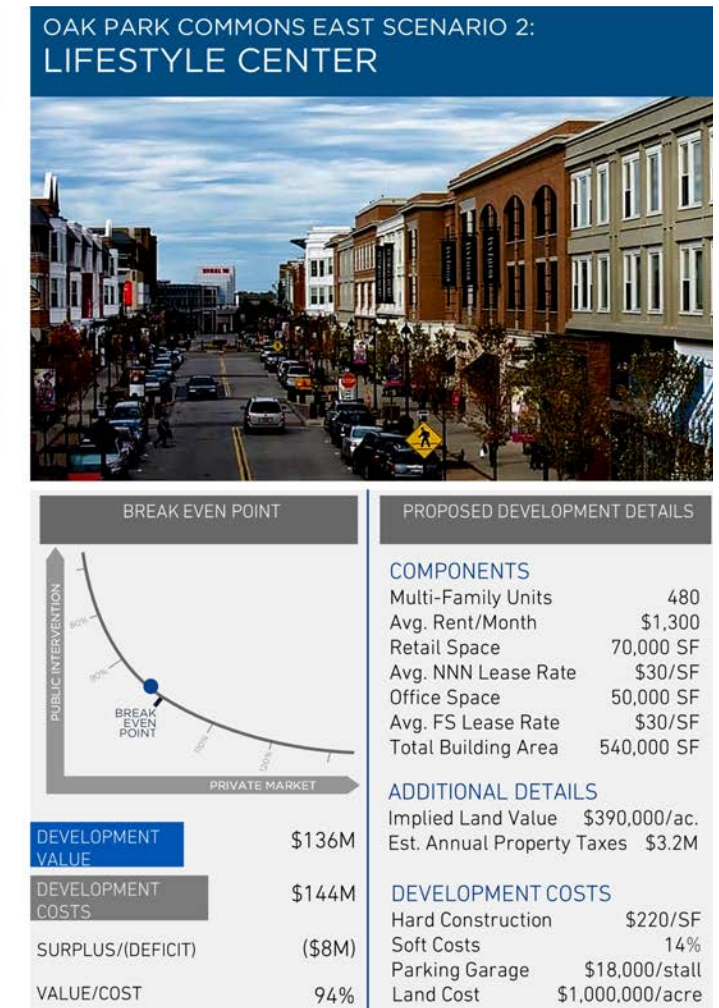 OAK PARK COMMONS EAST SCENARIO 2:
LIFESTYLE CENTER
BREAK EVEN POINT
PUBLIC INTERVENTION
80%
90%
BREAK
EVEN
POINT
110%
120%
PRIVATE MARKET
DEVELOPMENT
VALUE
$136M
DEVELOPMENT
COSTS
$144M
SURPLUS/(DEFICIT) ($8M)
VALUE/COST 94%
PROPOSED DEVELOPMENT DETAILS
COMPONENTS
Multi-Family Units 480
Avg. Rent/Month $1,300
Retail Space 70,000 SF
Avg. NNN Lease Rate $30/SF
Office Space 50,000 SF
Avg. FS Lease Rate $30/SF
Total Building Area 540,000 SF
ADDITIONAL DETAILS
Implied Land Value $390,000/ac.
Est. Annual Property Taxes $3.2M
DEVELOPMENT COSTS
Hard Construction $220/SF
Soft Costs 14%
Parking Garage $18,000/stall
Land Cost $1,000,000/acre